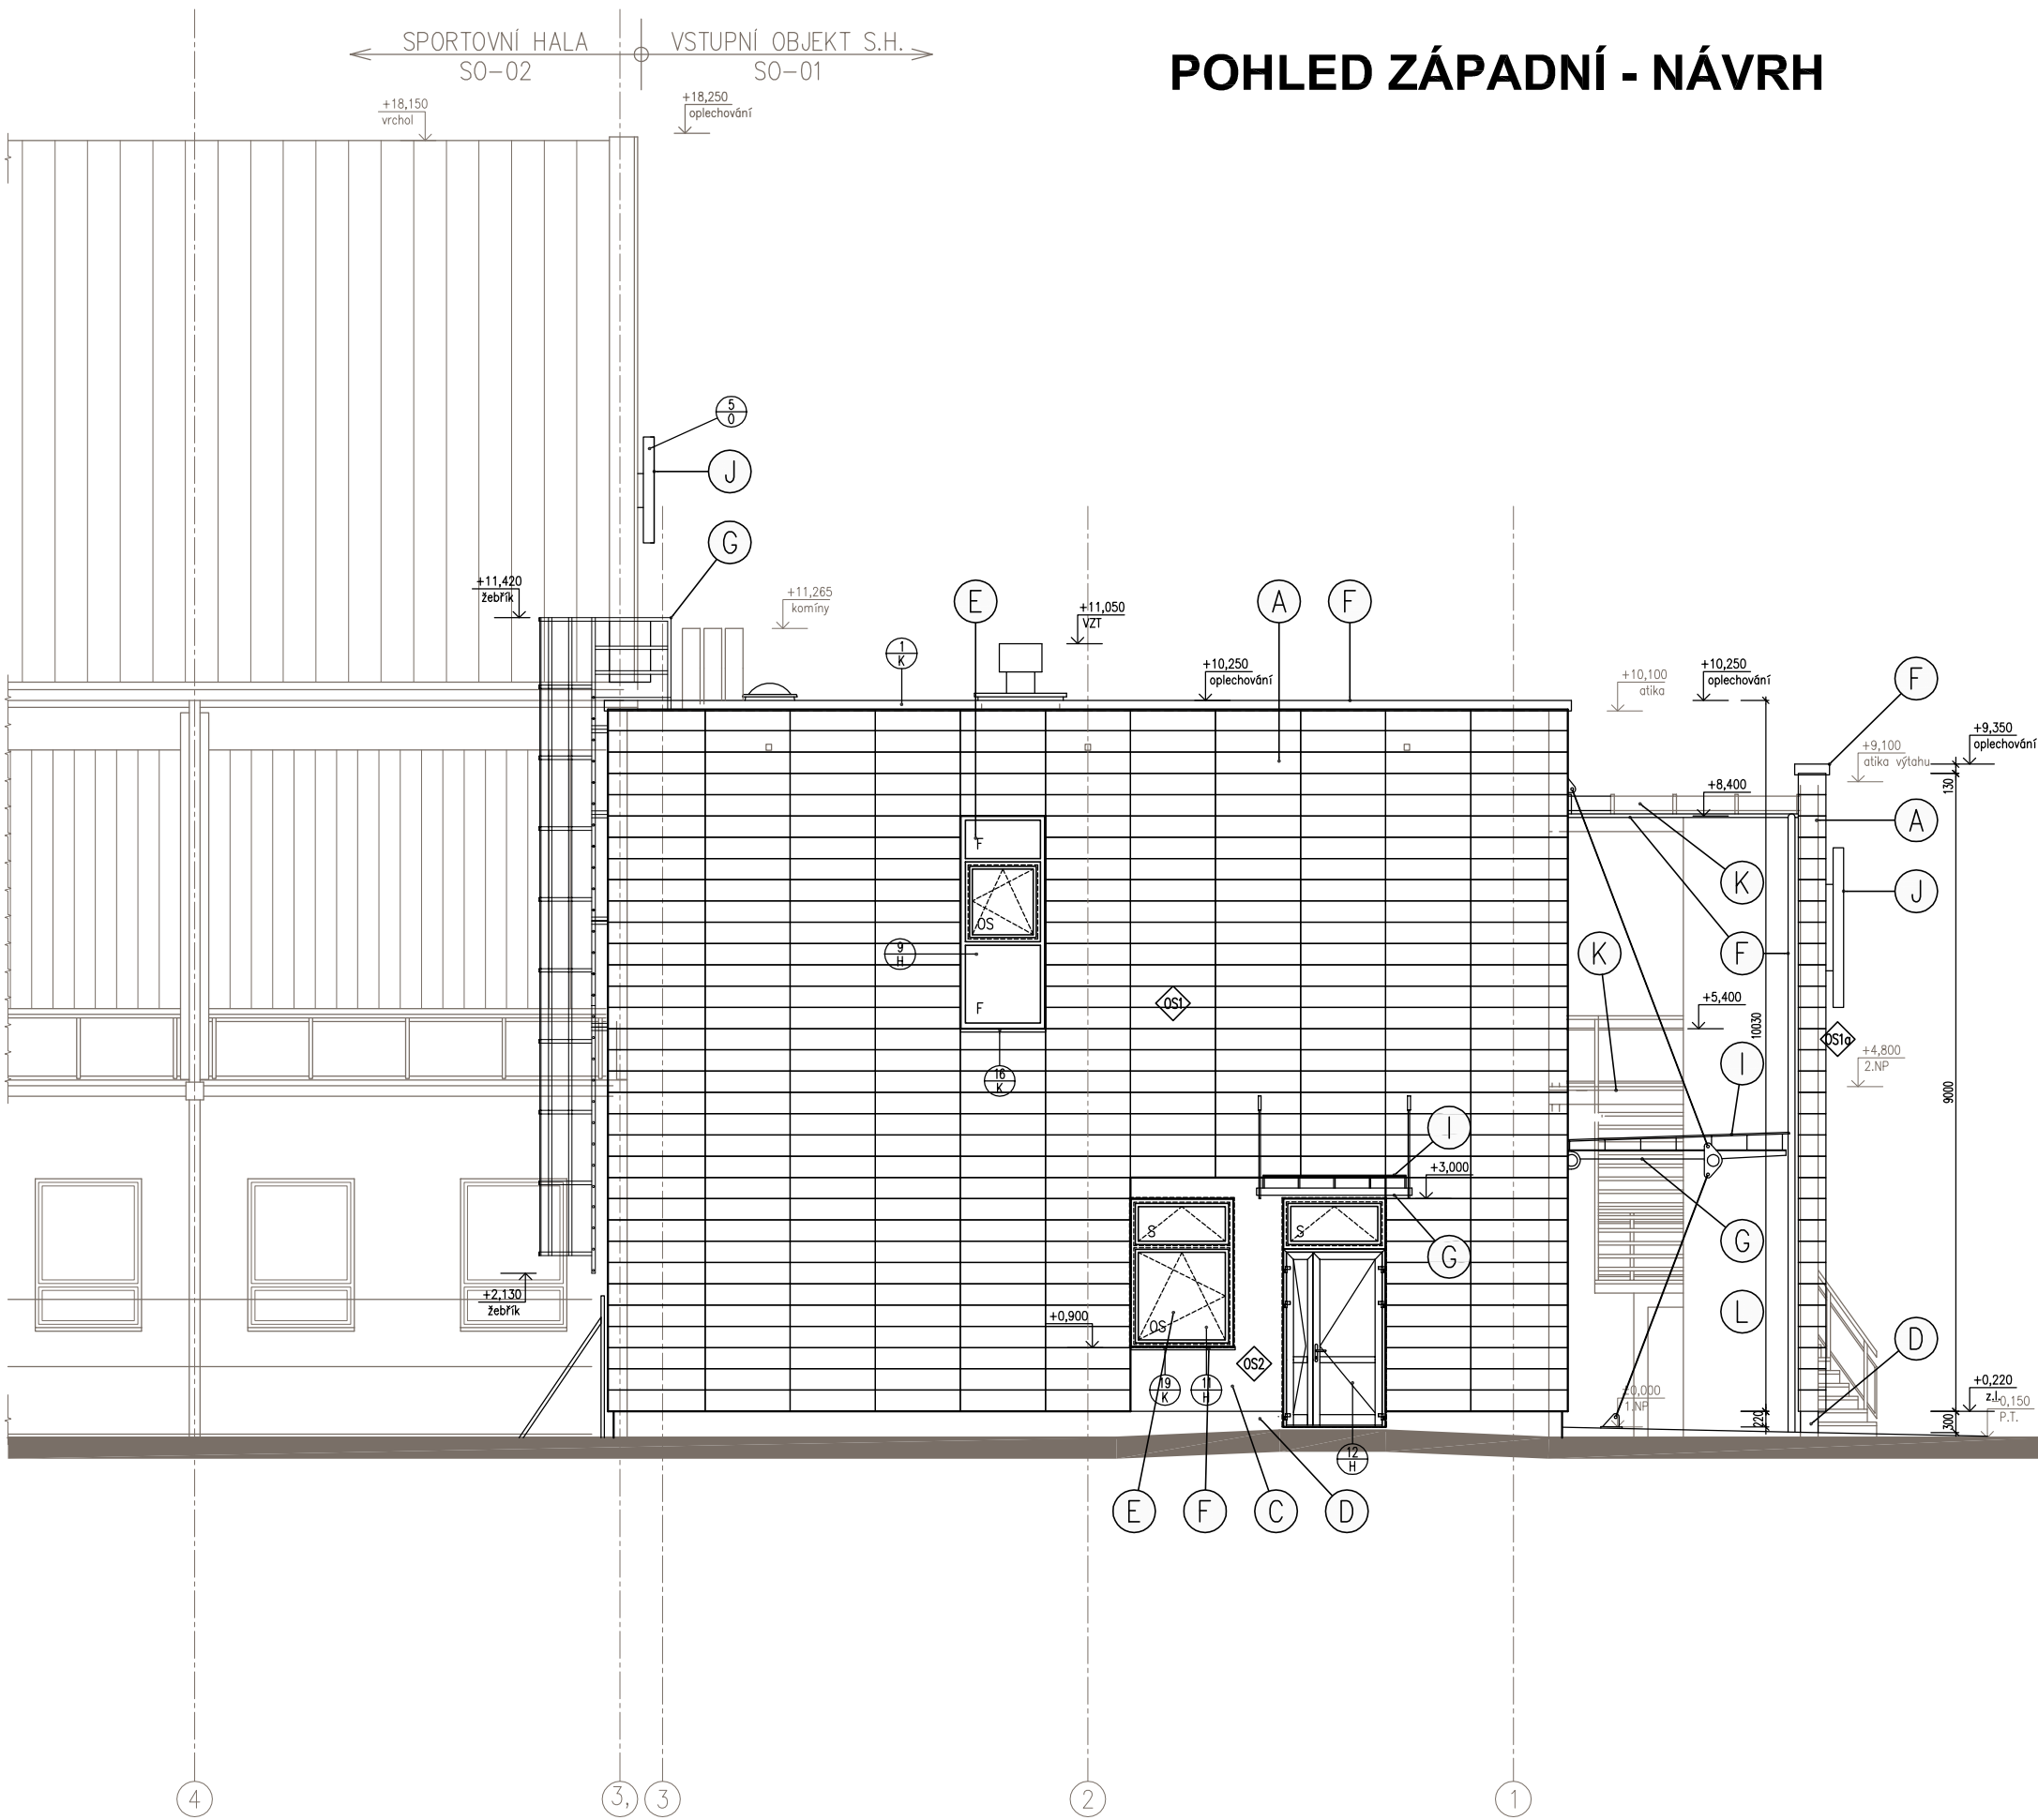 SPORTOVNÍ HALA
SO-02
VSTUPNÍ OBJEKT S.H.
SO-01
POHLED ZÁPADNÍ - NÁVRH
+18,150
vrchol
+18,250
oplechování
5
0
J
G
+11,420
žebřík
+11,265
komíny
E
+11,050
VZT
A
F
1
K
+10,250
oplechování
+10,100
atika
+10,250
oplechování
F
+9,350
oplechování
+9,100
atika výtahu
130
+8,400
A
F
K
J
OS
9
H
K
F
F
OS1
+5,400
10030
OS1a
+4,800
2.NP
I
16
K
9000
I
+3,000
S
S
G
G
+2,130
žebřík
+0,900
OS
L
D
OS2
19
K
11
H
±0,000
1.NP
+0,220
z.I.
-0,150
P.T.
220
300
12
H
E
F
C
D
4
3,
3
2
1